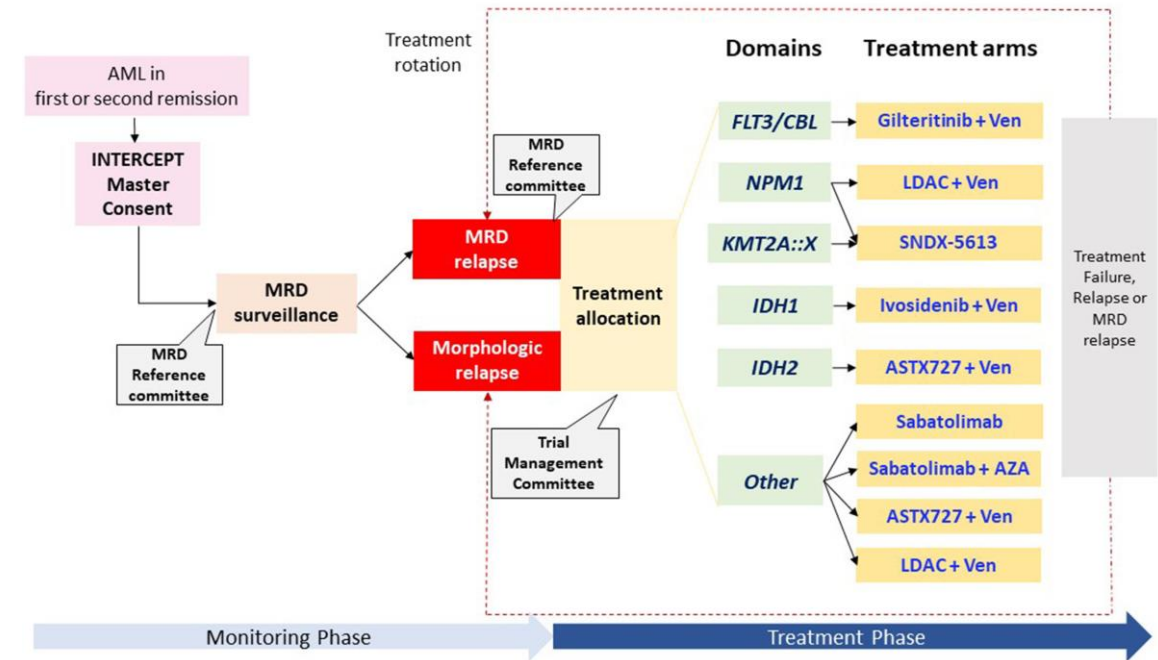 Treatment
rotation
Domains
Treatment arms
AML in
first or second remission
INTERCEPT
Master
Consent
MRD
surveillance
MRD
Reference
committee
MRD
Reference
committee
MRD
relapse
Morphologic
relapse
Treatment
allocation
Trial
Management
Committee
FLT3/CBL
Gilteritinib + Ven
NPM1
LDAC + Ven
KMT2A::X
SNDX-5613
IDH1
Ivosidenib + Ven
IDH2
ASTX727 + Ven
Other
Sabatolimab
Sabatolimab + AZA
ASTX727 + Ven
LDAC + Ven
Treatment
Failure,
Relapse or
MRD
relapse
Monitoring Phase
Treatment Phase